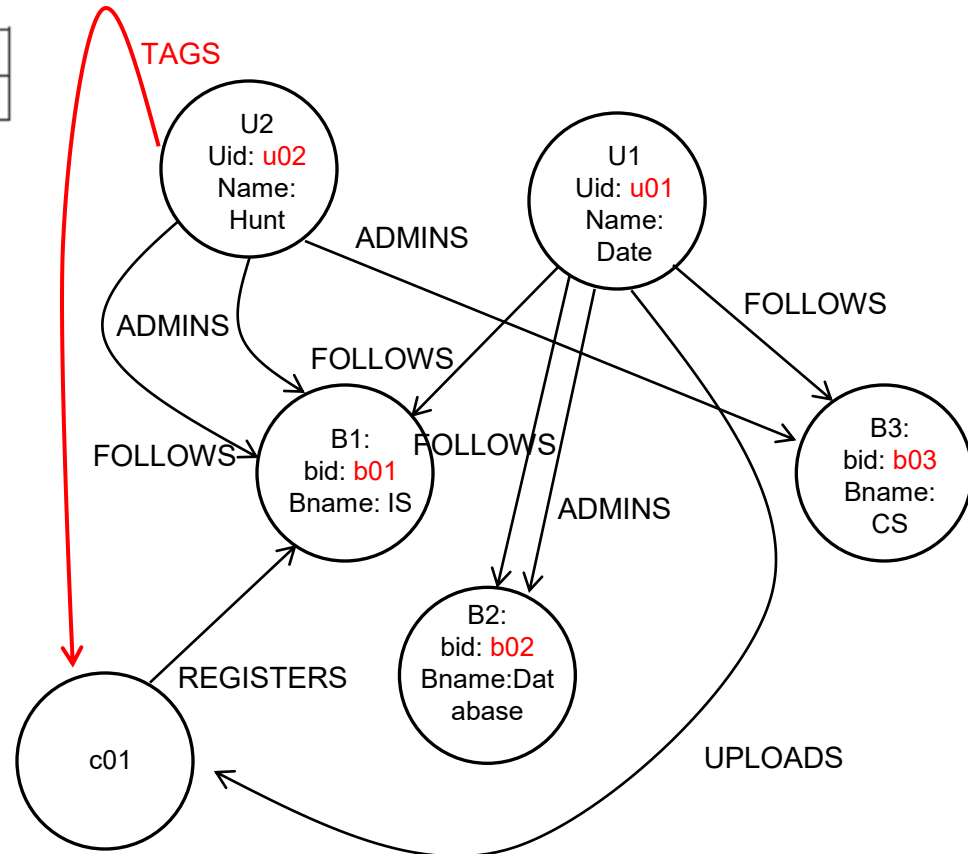 TAGS
U2
Uid: u02
Name:
Hunt
U1
Uid: u01
Name:
Date
ADMINS
FOLLOWS
ADMINS
FOLLOWS
FOLLOWS
FOLLOWS
B1:
bid: b01
Bname: IS
B3:
bid: b03
Bname:
CS
ADMINS
B2:
bid: b02
Bname:Dat
abase
REGISTERS
c01
UPLOADS